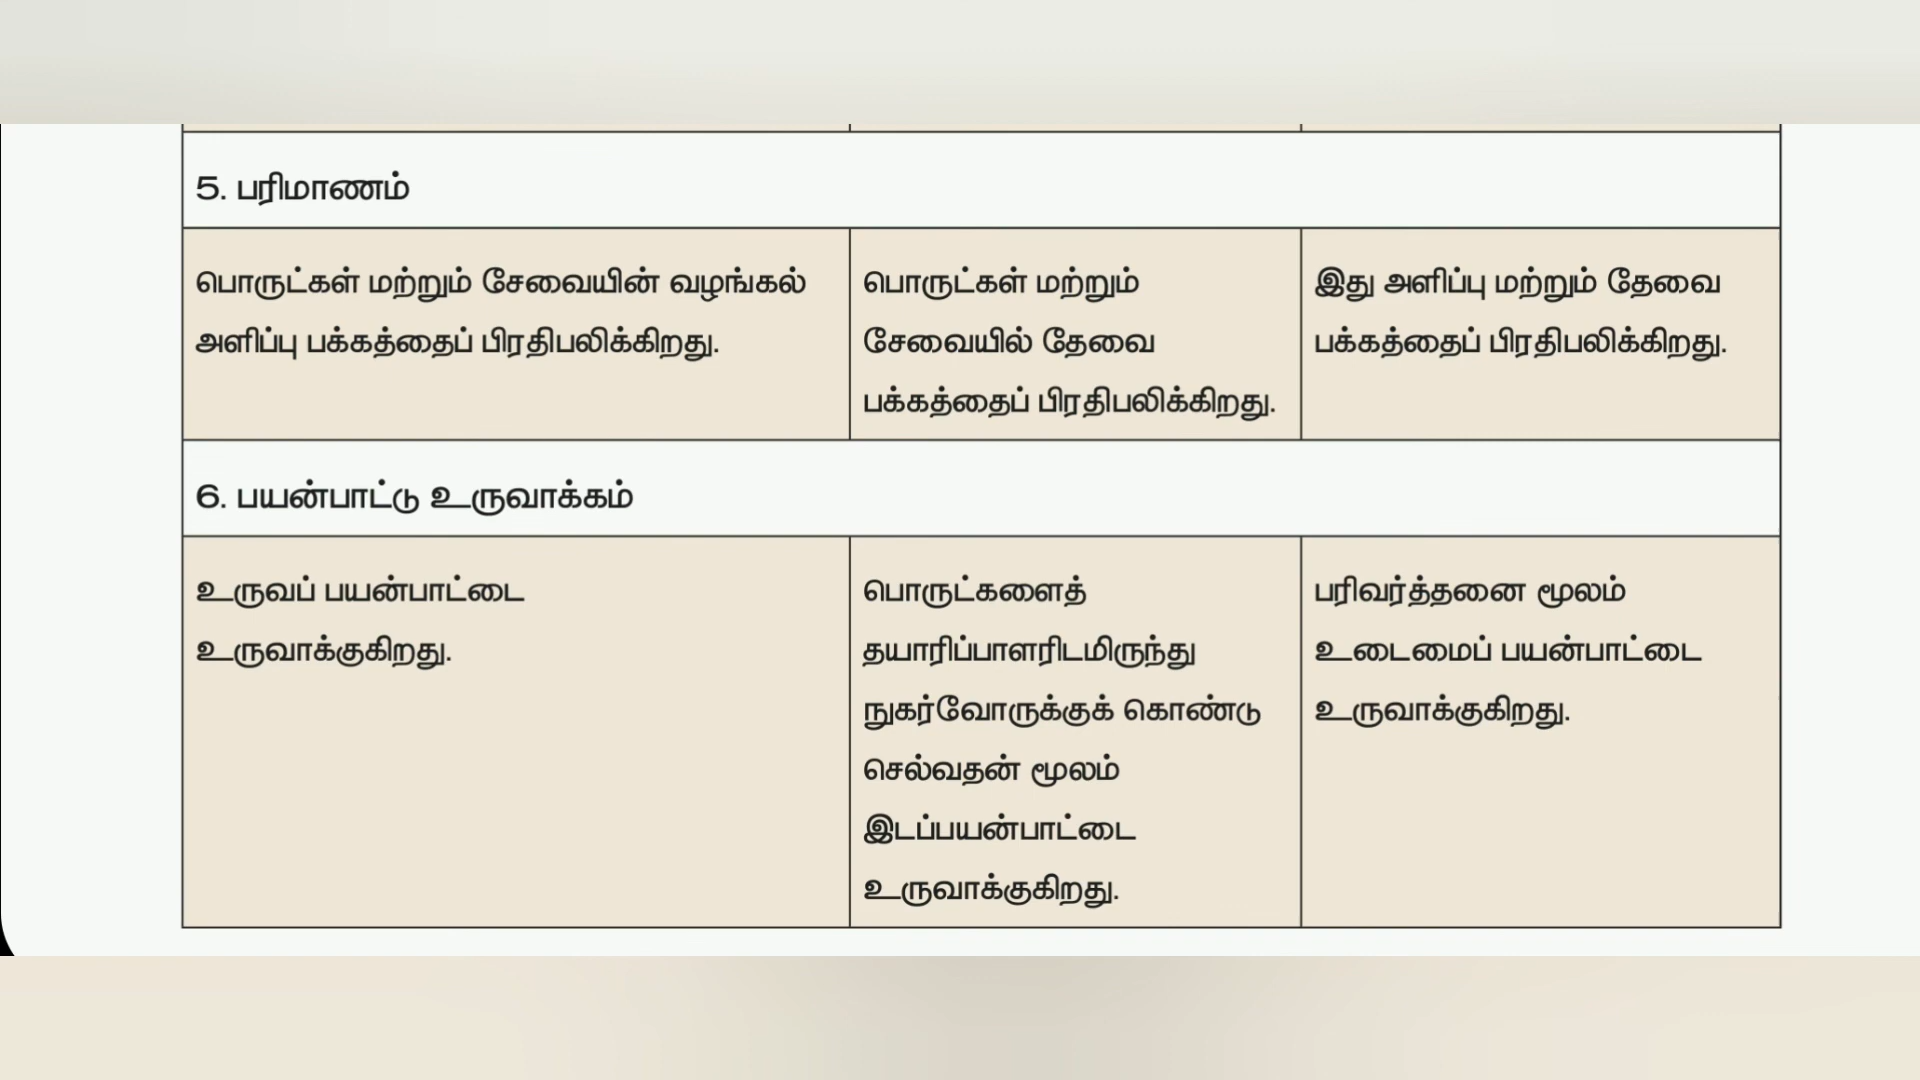 5. பரிமாணம்
பொருட்கள் மற்றும் சேவையின் வழங்கல்
அளிப்பு பக்கத்தைப் பிரதிபலிக்கிறது.
பொருட்கள் மற்றும்
சேவையில் தேவை
பக்கத்தைப் பிரதிபலிக்கிறது.
இது அளிப்பு மற்றும் தேவை
பக்கத்தைப் பிரதிபலிக்கிறது.
6. பயன்பாட்டு உருவாக்கம்
உருவப் பயன்பாட்டை
உருவாக்குகிறது.
பொருட்களைத்
தயாரிப்பாளரிடமிருந்து
நுகர்வோருக்குக் கொண்டு
செல்வதன் மூலம்
இடப்பயன்பாட்டை
உருவாக்குகிறது.
பரிவர்த்தனை மூலம்
உடைமைப் பயன்பாட்டை
உருவாக்குகிறது.